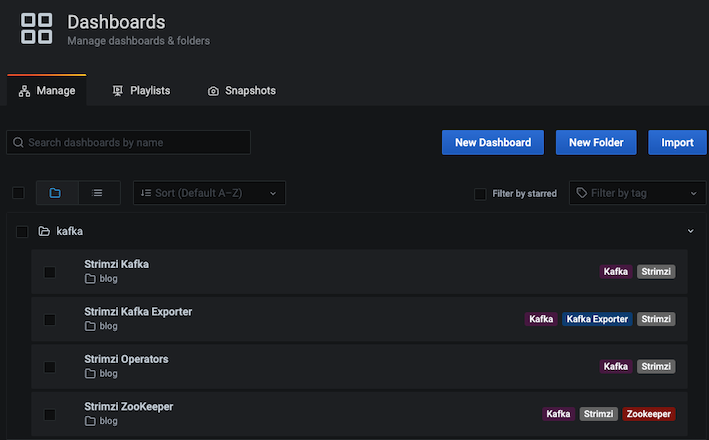 Dashboards
Manage dashboards & folders
Manage Playlists Snapshots
Search dashboards by name New Dashboard New Folder Import
Sort (Default A–Z) Filter by starred Filter by tag
kafka
Strimzi Kafka
blog
Kafka Strimzi
Strimzi Kafka Exporter
blog
Kafka Kafka Exporter Strimzi
Strimzi Operators
blog
Kafka Strimzi
Strimzi ZooKeeper
blog
Kafka Strimzi Zookeeper